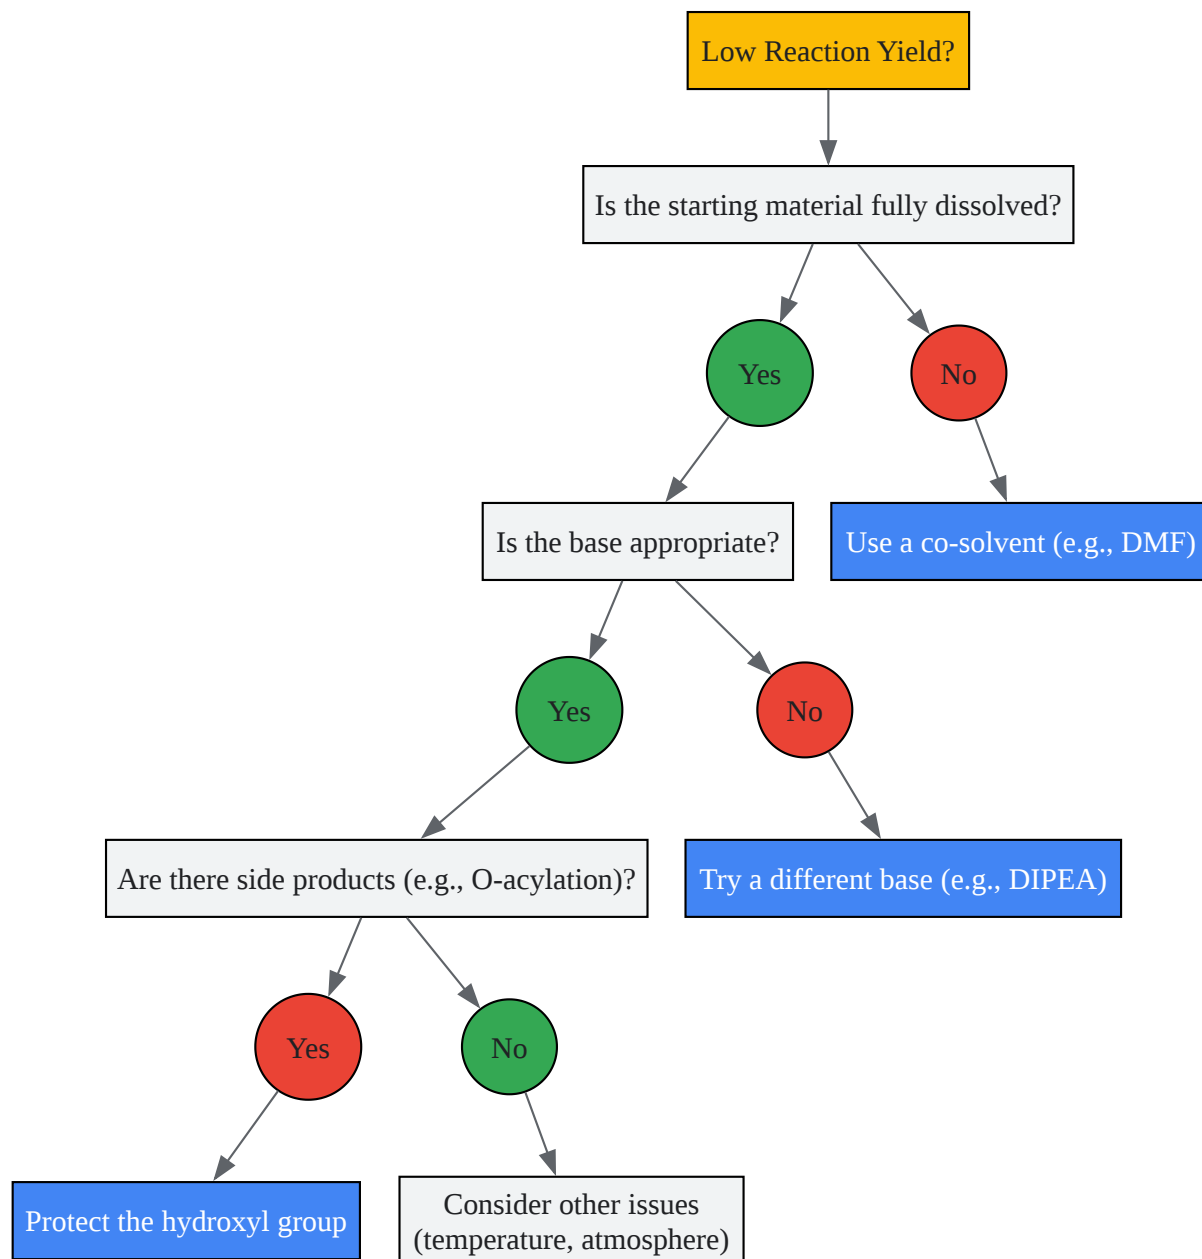 Low Reaction Yield?
Is the starting material fully dissolved?
Yes
No
Is the base appropriate?
Use a co-solvent (e.g., DMF)
Yes
No
Are there side products (e.g., O-acylation)?
Try a different base (e.g., DIPEA)
Yes
No
Protect the hydroxyl group
Consider other issues
(temperature, atmosphere)